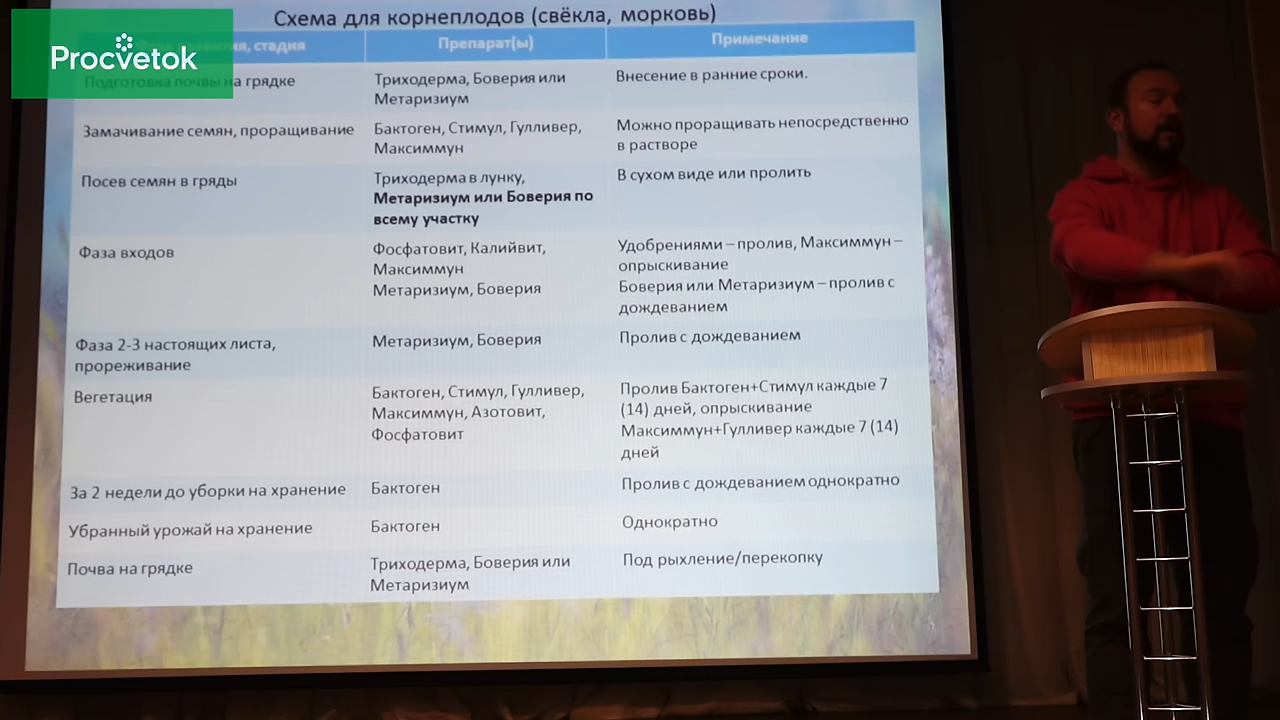 Схема для корнеплодов (свёкла, морковь)
Procvetok
стадия
Препарат(ы)
Примечание
Подготовка почвы на грядке
Триходерма, Боверия или
Метаризиум
Внесение в ранние сроки.
Замачивание семян, проращивание
Бактоген, Стимул, Гулливер,
Максиммун
Можно проращивать непосредственно
в растворе
Посев семян в гряды
Триходерма в лунку,
Метаризиум или Боверия по
всему участку
В сухом виде или пролить
Фаза входов
Фосфатовит, Калийвит,
Максиммун
Метаризиум, Боверия
Удобрениями – пролив, Максиммун –
опрыскивание
Боверия или Метаризиум – пролив с
дождеванием
Фаза 2-3 настоящих листа,
прореживание
Метаризиум, Боверия
Пролив с дождеванием
Вегетация
Бактоген, Стимул, Гулливер,
Максиммун, Азотовит,
Фосфатовит
Пролив Бактоген+Стимул каждые 7
(14) дней, опрыскивание
Максиммун+Гулливер каждые 7 (14)
дней
За 2 недели до уборки на хранение
Бактоген
Пролив с дождеванием однократно
Убранный урожай на хранение
Бактоген
Однократно
Почва на грядке
Триходерма, Боверия или
Метаризиум
Под рыхление/перекопку